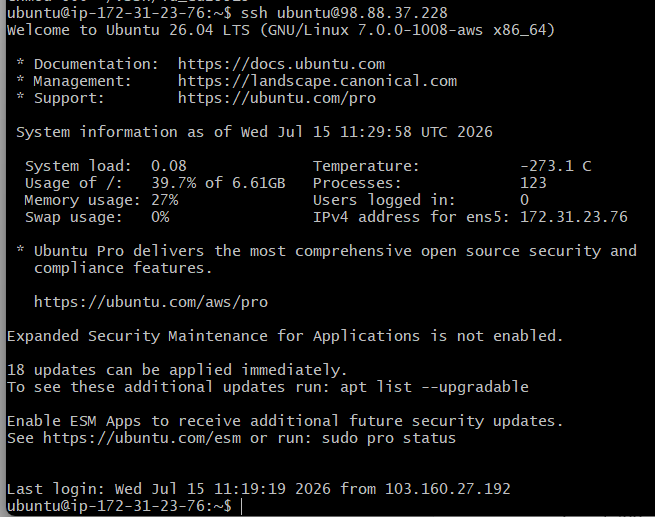 ubuntu@ip-172-31-23-76:~$ ssh ubuntu@98.88.37.228
Welcome to Ubuntu 26.04 LTS (GNU/Linux 7.0.0-1008-aws x86_64)

 * Documentation:  https://docs.ubuntu.com
 * Management:     https://landscape.canonical.com
 * Support:        https://ubuntu.com/pro

 System information as of Wed Jul 15 11:29:58 UTC 2026

  System load:  0.08              Temperature:           -273.1 C
  Usage of /:   39.7% of 6.61GB   Processes:             123
  Memory usage: 27%               Users logged in:       0
  Swap usage:   0%                IPv4 address for ens5: 172.31.23.76

 * Ubuntu Pro delivers the most comprehensive open source security and
   compliance features.

   https://ubuntu.com/aws/pro

Expanded Security Maintenance for Applications is not enabled.

18 updates can be applied immediately.
To see these additional updates run: apt list --upgradable

Enable ESM Apps to receive additional future security updates.
See https://ubuntu.com/esm or run: sudo pro status


Last login: Wed Jul 15 11:19:19 2026 from 103.160.27.192
ubuntu@ip-172-31-23-76:~$